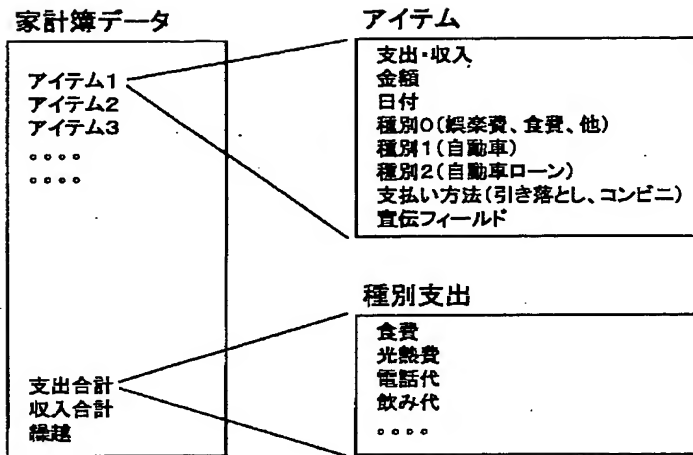 家計簿データ
アイテム1
アイテム2
アイテム3
。。。。
。。。。
支出合計
収入合計
繰越
アイテム
支出・収入
金額
日付
種別0(娯楽費、食費、他)
種別1(自動車)
種別2(自動車ローン)
支払い方法(引き落とし、コンビニ)
宣伝フィールド
種別支出
食費
光熱費
電話代
飲み代
。。。。